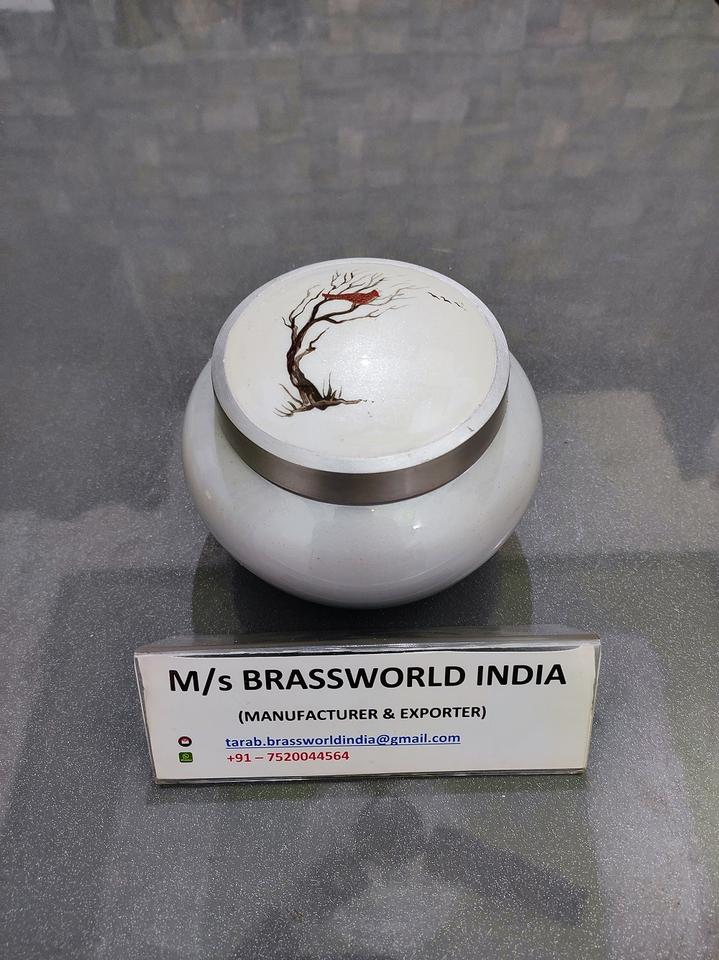 M/s BRASSWORLD INDIA
(MANUFACTURER & EXPORTER)
tarab.brassworldindia@gmail.com
+91 – 7520044564